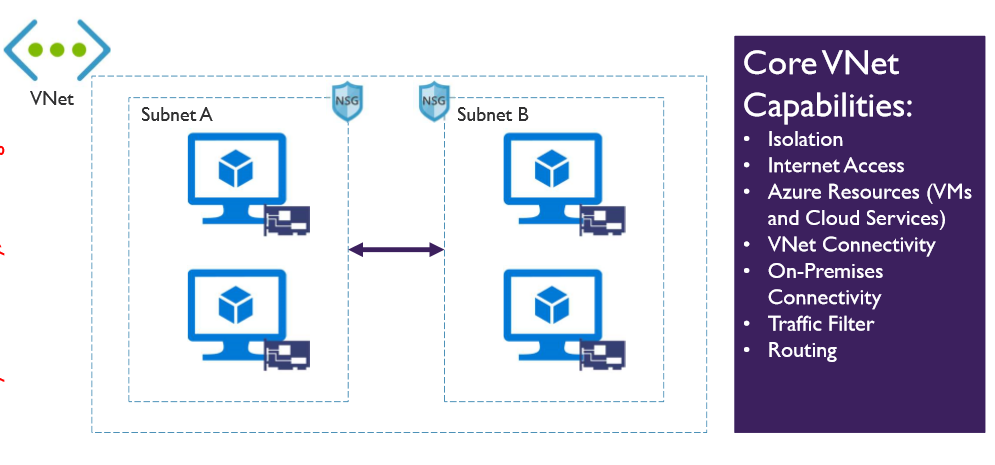 VNet
Subnet A
NSG
NSG
Subnet B
Core VNet
Capabilities:
• Isolation
• Internet Access
• Azure Resources (VMs
and Cloud Services)
• VNet Connectivity
• On-Premises
Connectivity
• Traffic Filter
• Routing